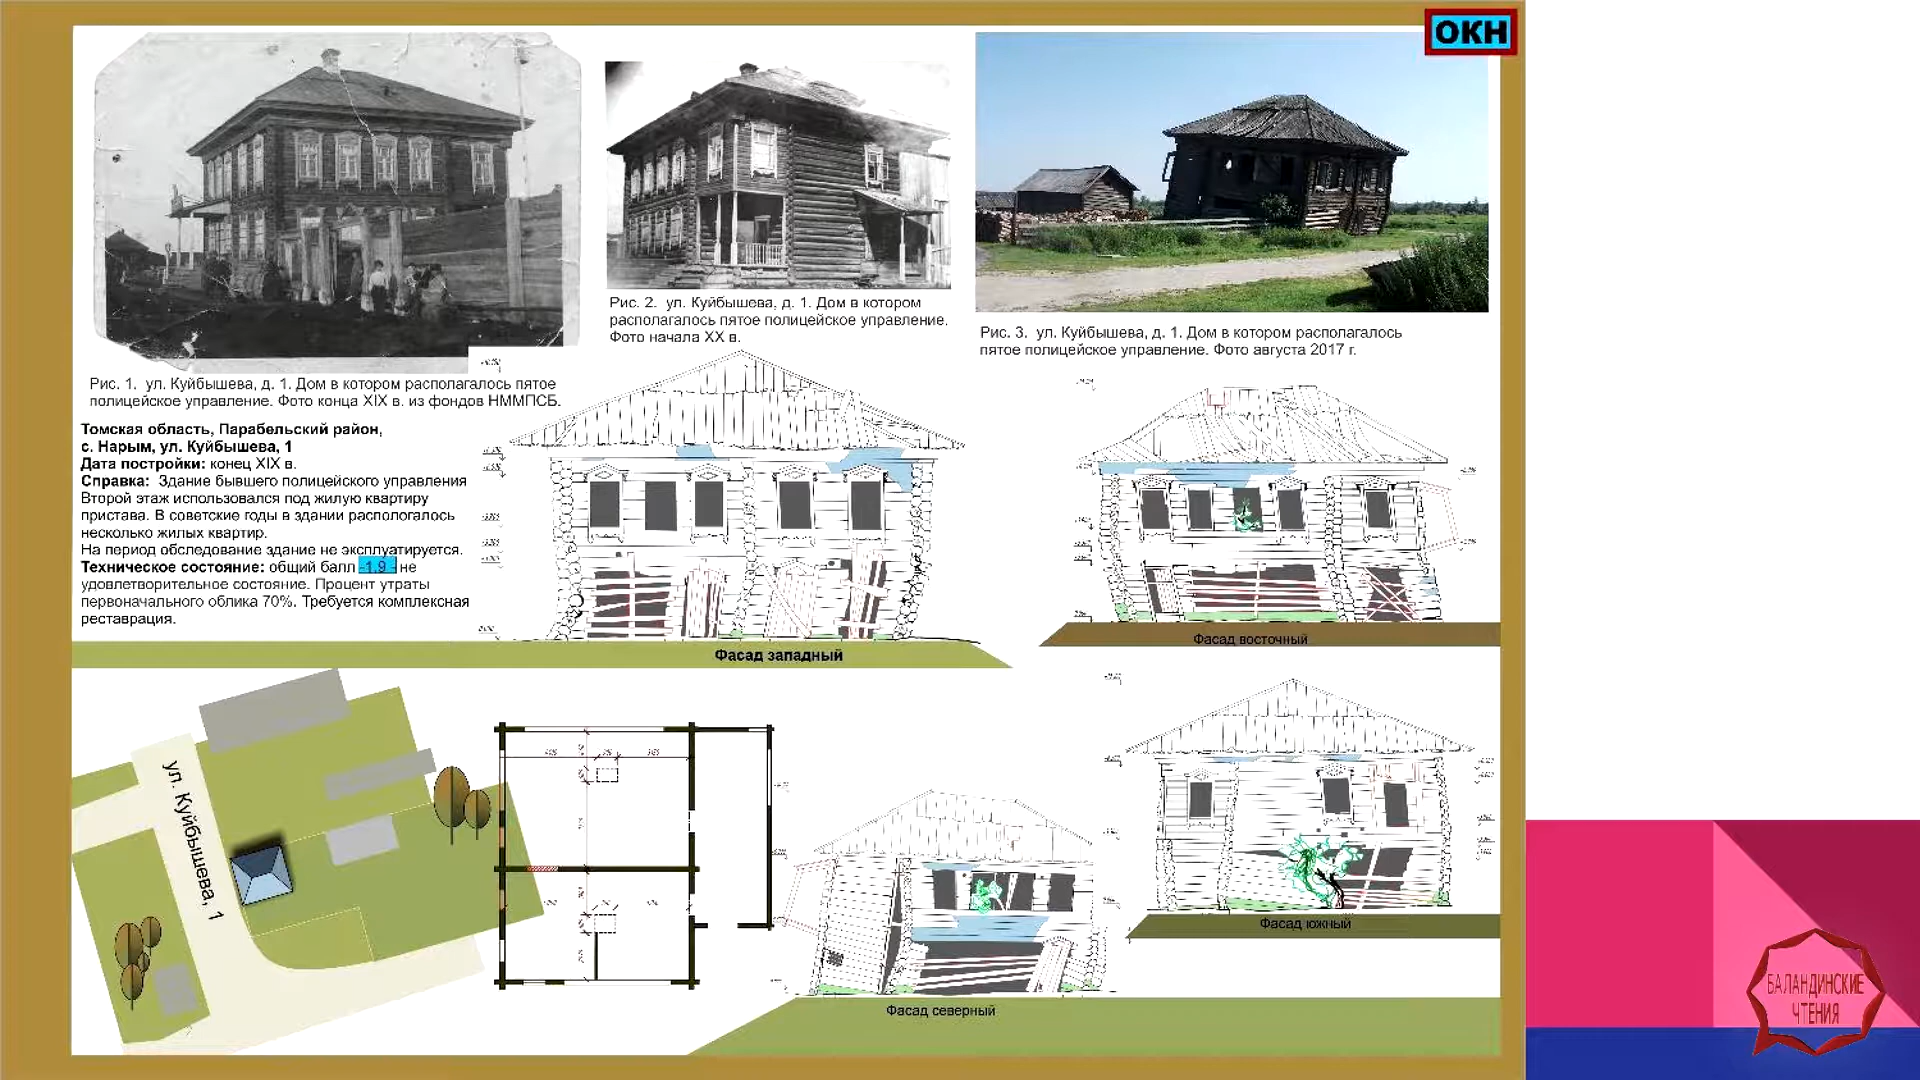 ОКН
Рис. 1. ул. Куйбышева, д. 1. Дом в котором располагалось пятое
полицейское управление. Фото конца XIX в. из фондов НММПСБ.
Рис. 2. ул. Куйбышева, д. 1. Дом в котором
располагалось пятое полицейское управление.
Фото начала XX в.
Рис. 3. ул. Куйбышева, д. 1. Дом в котором располагалось
пятое полицейское управление. Фото августа 2017 г.
Томская область, Парабельский район,
с. Нарым, ул. Куйбышева, 1
Дата постройки: конец XIX в.
Справка: Здание бывшего полицейского управления
Второй этаж использовался под жилую квартиру
пристава. В советские годы в здании распологалось
несколько жилых квартир.
На период обследование здание не эксплуатируется.
Техническое состояние: общий балл -1,9 - не
удовлетворительное состояние. Процент утраты
первоначального облика 70%. Требуется комплексная
реставрация.
Фасад западный
Фасад восточный
ул. Куйбышева, 1
Фасад южный
Фасад северный
БАЛАНДИНСКИЕ
ЧТЕНИЯ